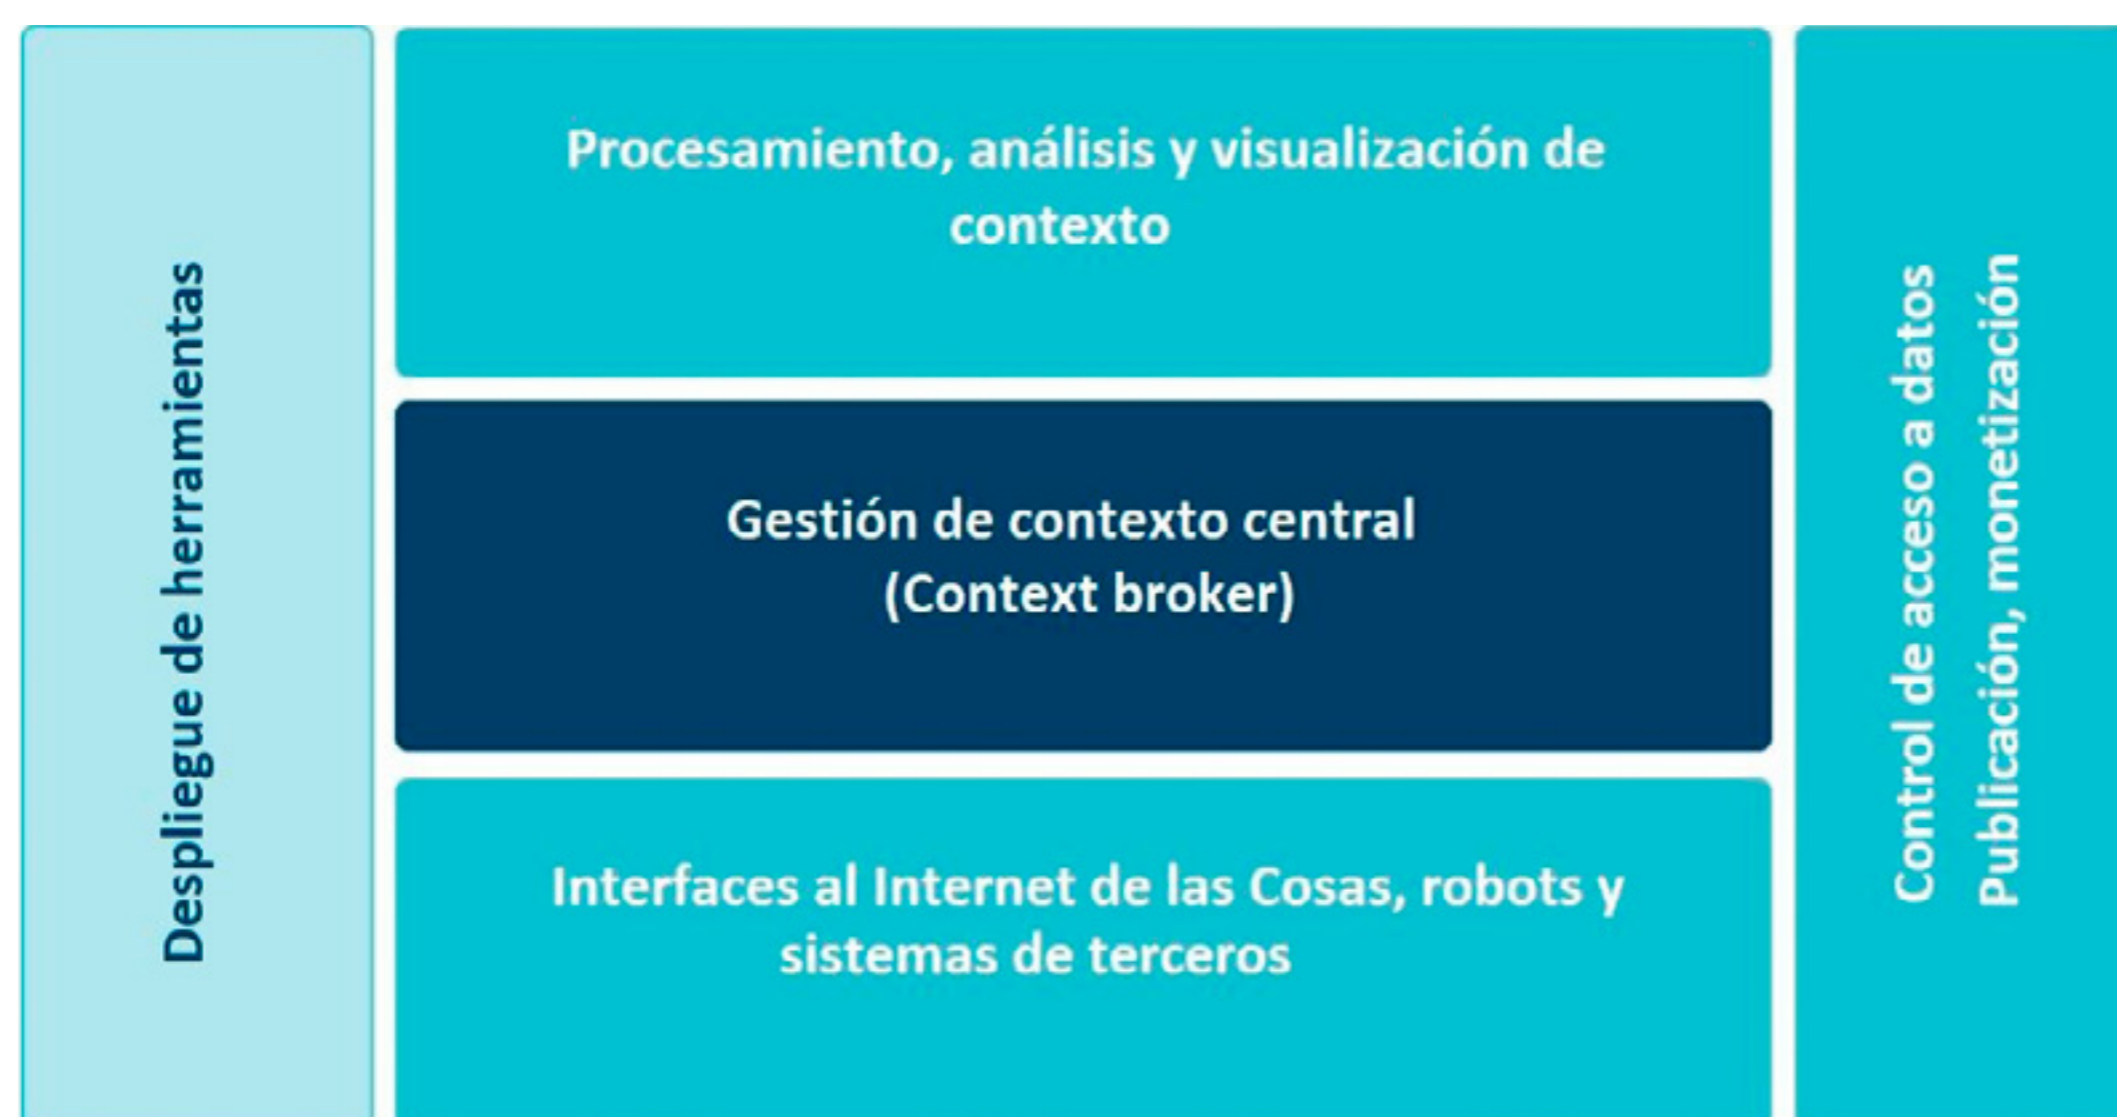 Despliegue de herramientas
Procesamiento, análisis y visualización de
contexto
Gestión de contexto central
(Context broker)
Interfaces al Internet de las Cosas, robots y
sistemas de terceros
Control de acceso a datos
Publicación, monetización